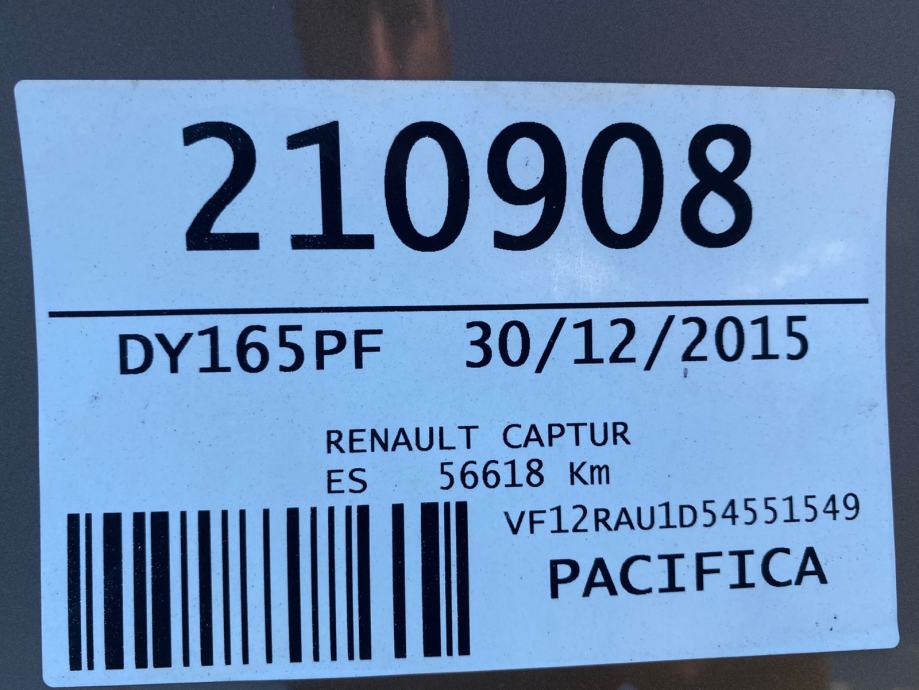 210908
DY165PF 30/12/2015
RENAULT CAPTUR
ES 56618 Km
VF12RAU1D54551549
PACIFICA